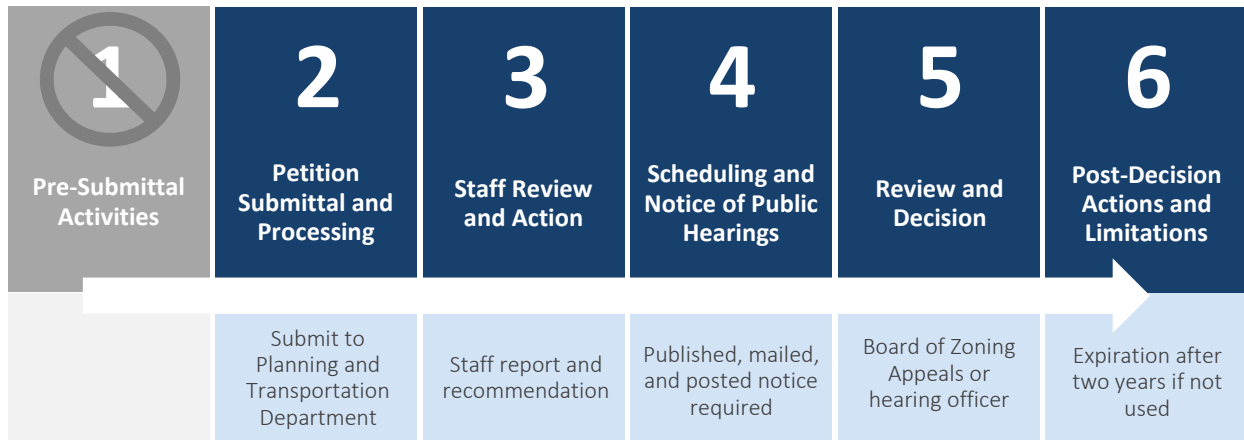 1
Pre-Submittal
Activities
2
Petition
Submittal and
Processing
3
Staff Review
and Action
4
Scheduling and
Notice of Public
Hearings
5
Review and
Decision
6
Post-Decision
Actions and
Limitations
Submit to
Planning and
Transportation
Department
Staff report and
recommendation
Published, mailed,
and posted notice
required
Board of Zoning
Appeals or
hearing officer
Expiration after
two years if not
used